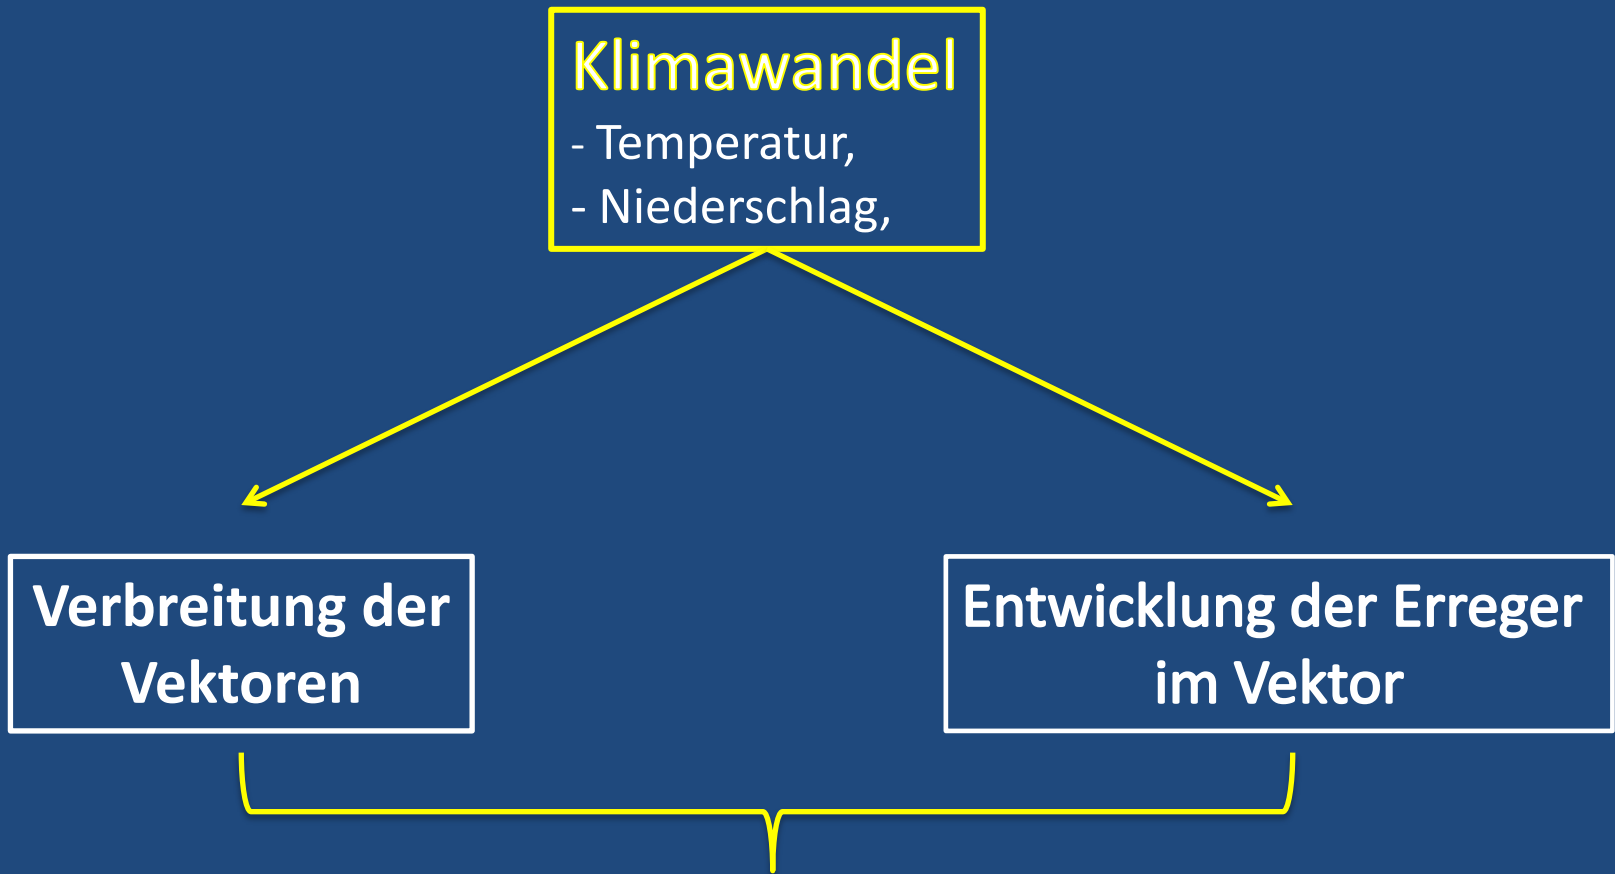 Klimawandel
- Temperatur,
- Niederschlag,
Verbreitung der
Vektoren
Entwicklung der Erreger
im Vektor